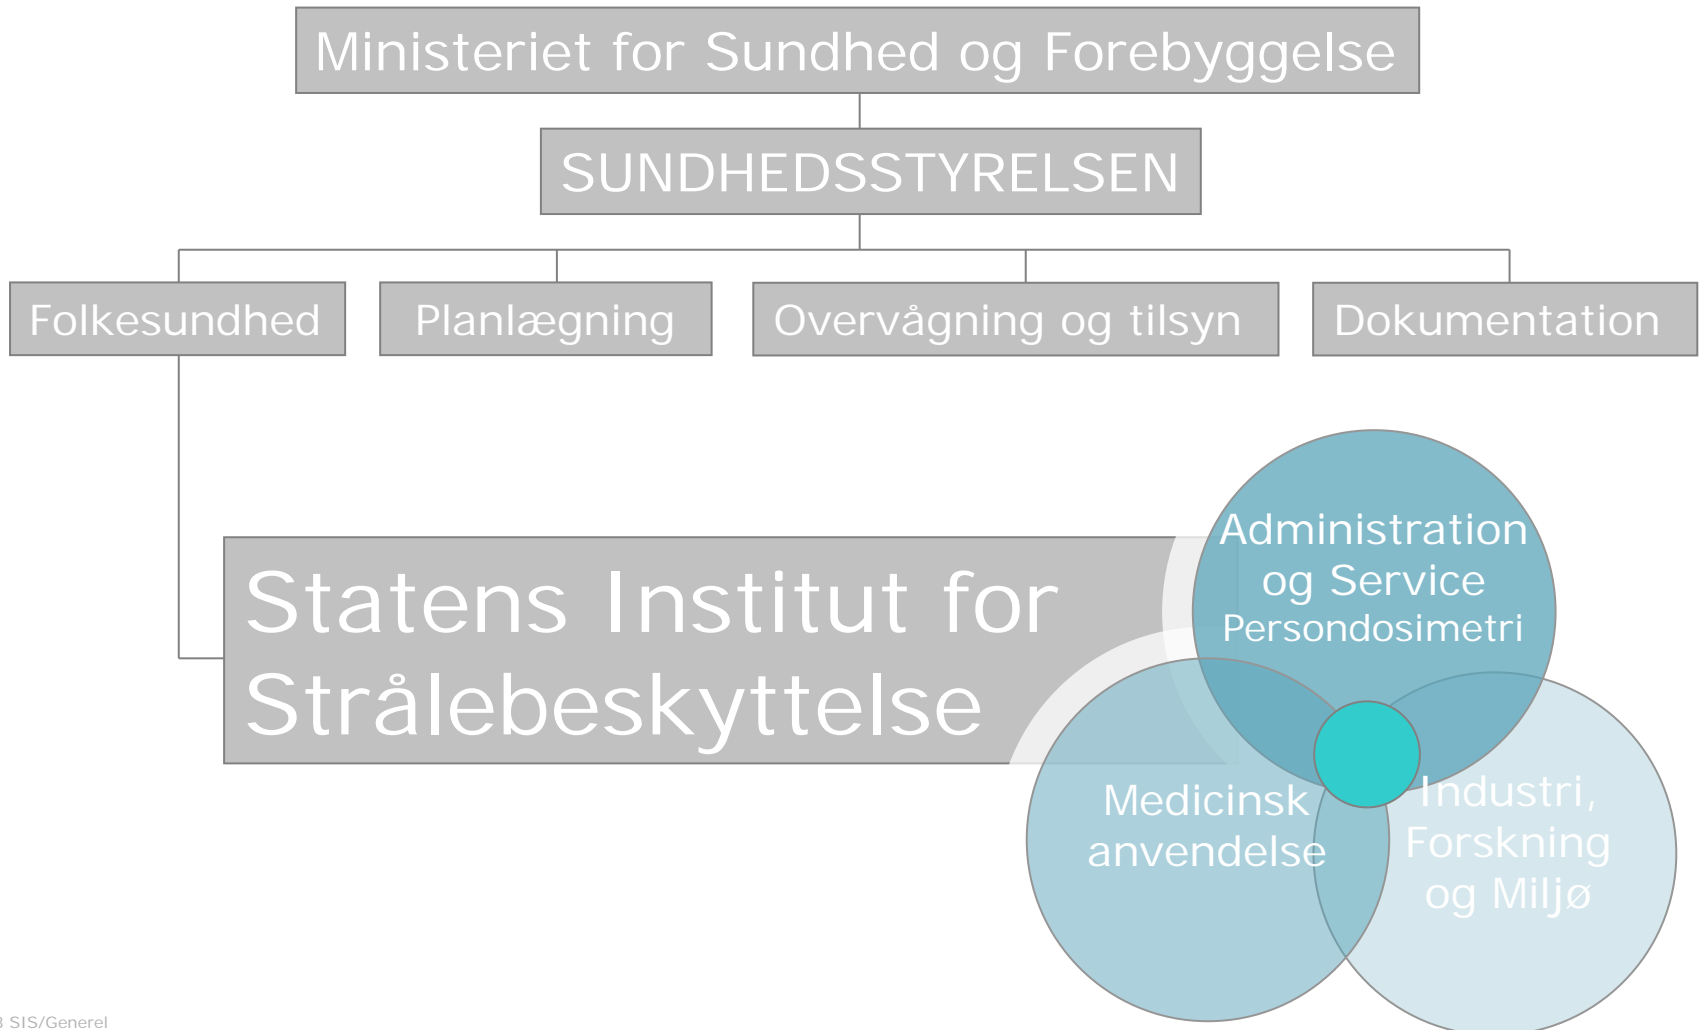 Ministeriet for Sundhed og Forebyggelse
SUNDHEDSSTYRELSEN
Folkesundhed
Planlægning
Overvågning og tilsyn
Dokumentation
Statens Institut for
Strålebeskyttelse
Administration
og Service
Persondosimetri
Medicinsk
anvendelse
Industri,
Forskning
og Miljø
SIS/Generel